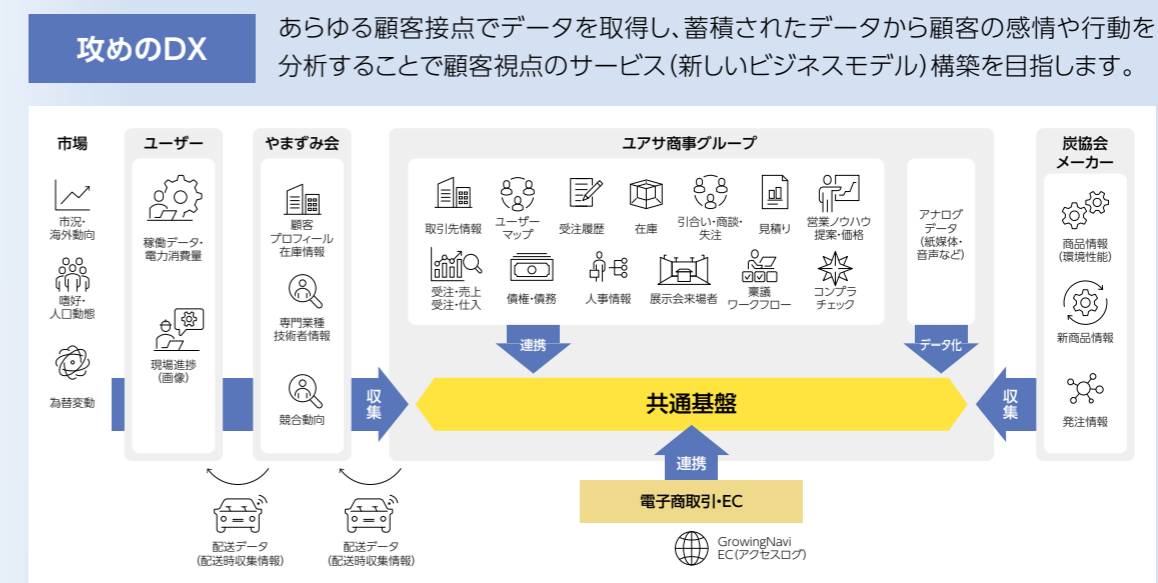 攻めのDX
あらゆる顧客接点でデータを取得し、蓄積されたデータから顧客の感情や行動を
分析することで顧客視点のサービス(新しいビジネスモデル)構築を目指します。
市場
市況・
海外動向
嗜好・
人口動態
為替変動
ユーザー
稼働データ・
電力消費量
現場進捗
(画像)
やまずみ会
顧客
プロフィール
在庫情報
専門業種
技術者情報
競合動向
収集
ユアサ商事グループ
取引先情報
ユーザー
マップ
受注履歴
在庫
引合い・商談・
失注
見積り
営業ノウハウ
提案・価格
受注・売上
受注・仕入
債権・債務
人事情報
展示会来場者
稟議
ワークフロー
コンプラ
チェック
アナログ
データ
(紙媒体・
音声など)
連携
データ化
共通基盤
連携
電子商取引・EC
GrowingNavi
EC(アクセスログ)
収集
炭協会
メーカー
商品情報
(環境性能)
新商品情報
発注情報
配送データ
(配送時収集情報)
配送データ
(配送時収集情報)